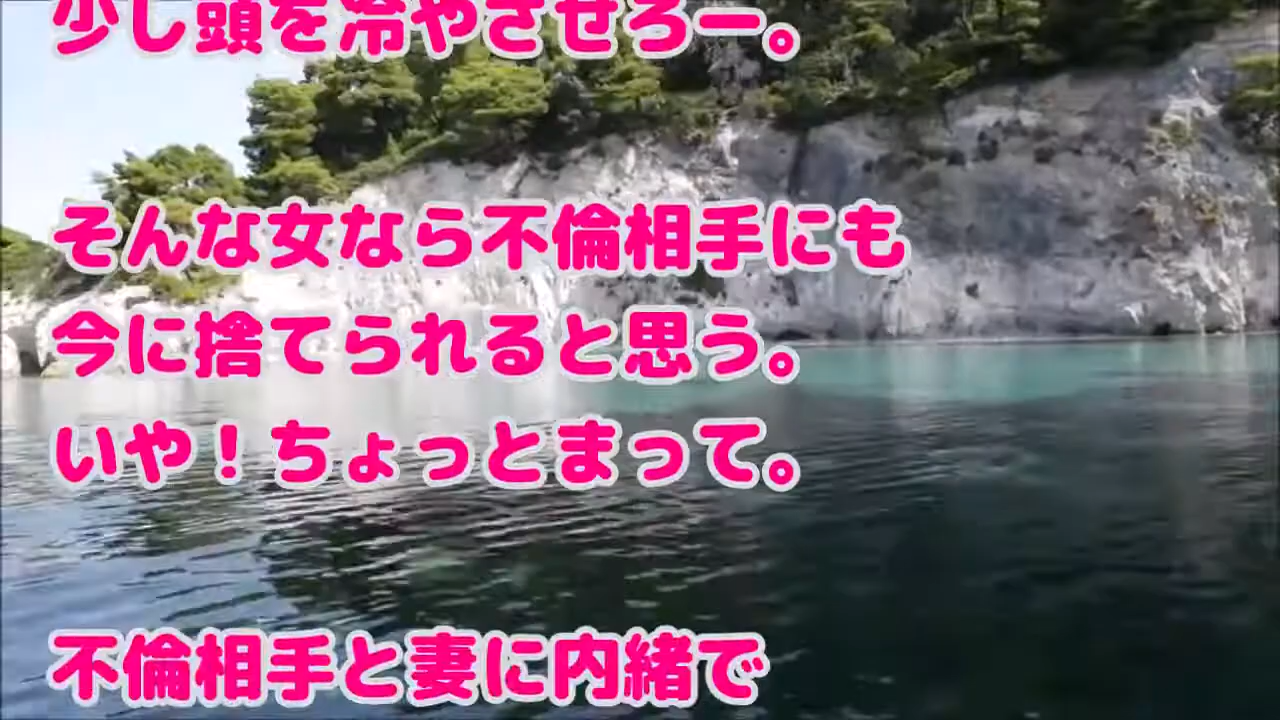 少し頭を冷やさせろー。
そんな女なら不倫相手にも
今に捨てられると思う。
いや！ちょっとまって。
不倫相手と妻に内緒で